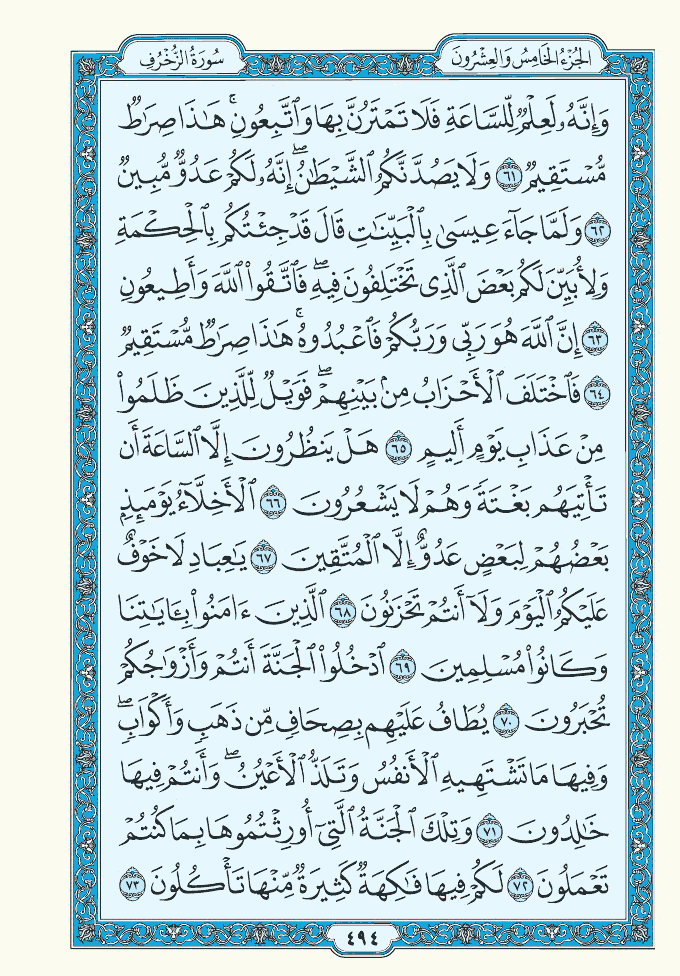 الجُزْءُ الخَامِسُ وَالعِشْرُونَ
سُورَةُ الزُّخْرُفِ
وَإِنَّهُۥ لَعِلْمٌ لِّلسَّاعَةِ فَلَا تَمْتَرُنَّ بِهَا وَٱتَّبِعُونِۚ هَٰذَا صِرَٰطٌ
مُّسْتَقِيمٌ ٦١ وَلَا يَصُدَّنَّكُمُ ٱلشَّيْطَٰنُۖ إِنَّهُۥ لَكُمْ عَدُوٌّ مُّبِينٌ
٦٢ وَلَمَّا جَآءَ عِيسَىٰ بِٱلْبَيِّنَٰتِ قَالَ قَدْ جِئْتُكُم بِٱلْحِكْمَةِ
وَلِأُبَيِّنَ لَكُم بَعْضَ ٱلَّذِى تَخْتَلِفُونَ فِيهِۖ فَٱتَّقُوا۟ ٱللَّهَ وَأَطِيعُونِ
٦٣ إِنَّ ٱللَّهَ هُوَ رَبِّى وَرَبُّكُمْ فَٱعْبُدُوهُۚ هَٰذَا صِرَٰطٌ مُّسْتَقِيمٌ
٦٤ فَٱخْتَلَفَ ٱلْأَحْزَابُ مِنۢ بَيْنِهِمْۖ فَوَيْلٌ لِّلَّذِينَ ظَلَمُوا۟
مِنْ عَذَابِ يَوْمٍ أَلِيمٍ ٦٥ هَلْ يَنظُرُونَ إِلَّا ٱلسَّاعَةَ أَن
تَأْتِيَهُم بَغْتَةً وَهُمْ لَا يَشْعُرُونَ ٦٦ ٱلْأَخِلَّآءُ يَوْمَئِذٍۭ
بَعْضُهُمْ لِبَعْضٍ عَدُوٌّ إِلَّا ٱلْمُتَّقِينَ ٦٧ يَٰعِبَادِ لَا خَوْفٌ
عَلَيْكُمُ ٱلْيَوْمَ وَلَآ أَنتُمْ تَحْزَنُونَ ٦٨ ٱلَّذِينَ ءَامَنُوا۟ بِـَٔايَٰتِنَا
وَكَانُوا۟ مُسْلِمِينَ ٦٩ ٱدْخُلُوا۟ ٱلْجَنَّةَ أَنتُمْ وَأَزْوَٰجُكُمْ
تُحْبَرُونَ ٧٠ يُطَافُ عَلَيْهِم بِصِحَافٍ مِّن ذَهَبٍ وَأَكْوَابٍۖ
وَفِيهَا مَا تَشْتَهِيهِ ٱلْأَنفُسُ وَتَلَذُّ ٱلْأَعْيُنُۖ وَأَنتُمْ فِيهَا
خَٰلِدُونَ ٧١ وَتِلْكَ ٱلْجَنَّةُ ٱلَّتِىٓ أُورِثْتُمُوهَا بِمَا كُنتُمْ
تَعْمَلُونَ ٧٢ لَكُمْ فِيهَا فَٰكِهَةٌ كَثِيرَةٌ مِّنْهَا تَأْكُلُونَ ٧٣
٤٩٤